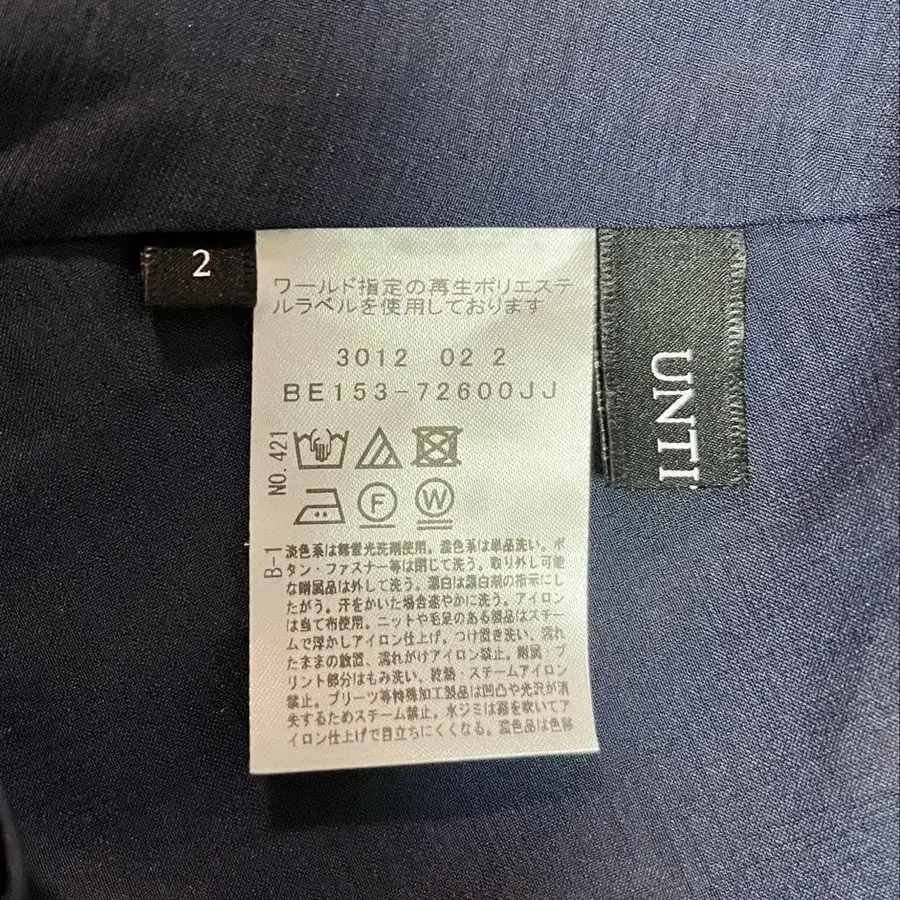 2
ワールド指定の再生ポリエステ
ルラベルを使用しております
3012 02 2
BE153-72600JJ
NO.421
F
W
B-1
淡色系は無蛍光洗剤使用。濃色系は単品洗い。ボ
タン・ファスナー等は閉じて洗う。取り外し可能
な附属品は外して洗う。漂白は漂白剤の指示にし
たがう。汗をかいた場合速やかに洗う。アイロン
は当て布使用。ニットや毛足のある製品はスチー
ムで浮かしアイロン仕上げ。つけ置き洗い、濡れ
たままの放置、濡れがけアイロン禁止。附属・プ
リント部分はもみ洗い、乾熱・スチームアイロン
禁止。プリーツ等特殊加工製品は凹凸や光沢が消
失するためスチーム禁止。水ジミは霧を吹いてア
イロン仕上げで目立ちにくくなる。濃色品は色移
UNTI